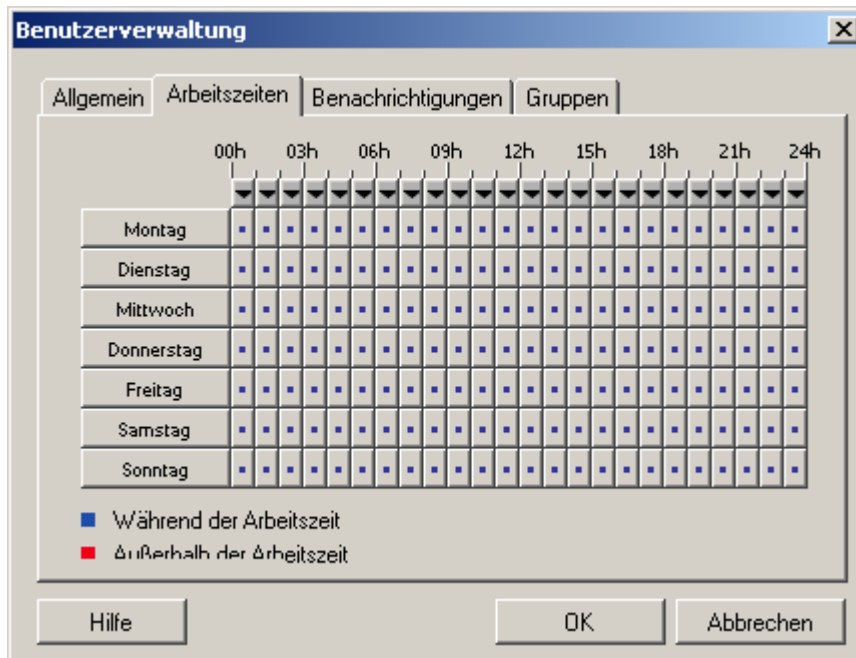 Benutzerverwaltung
Allgemein Arbeitszeiten Benachrichtigungen Gruppen
00h 03h 06h 09h 12h 15h 18h 21h 24h
Montag
Dienstag
Mittwoch
Donnerstag
Freitag
Samstag
Sonntag
Während der Arbeitszeit
Außerhalb der Arbeitszeit
Hilfe OK Abbrechen